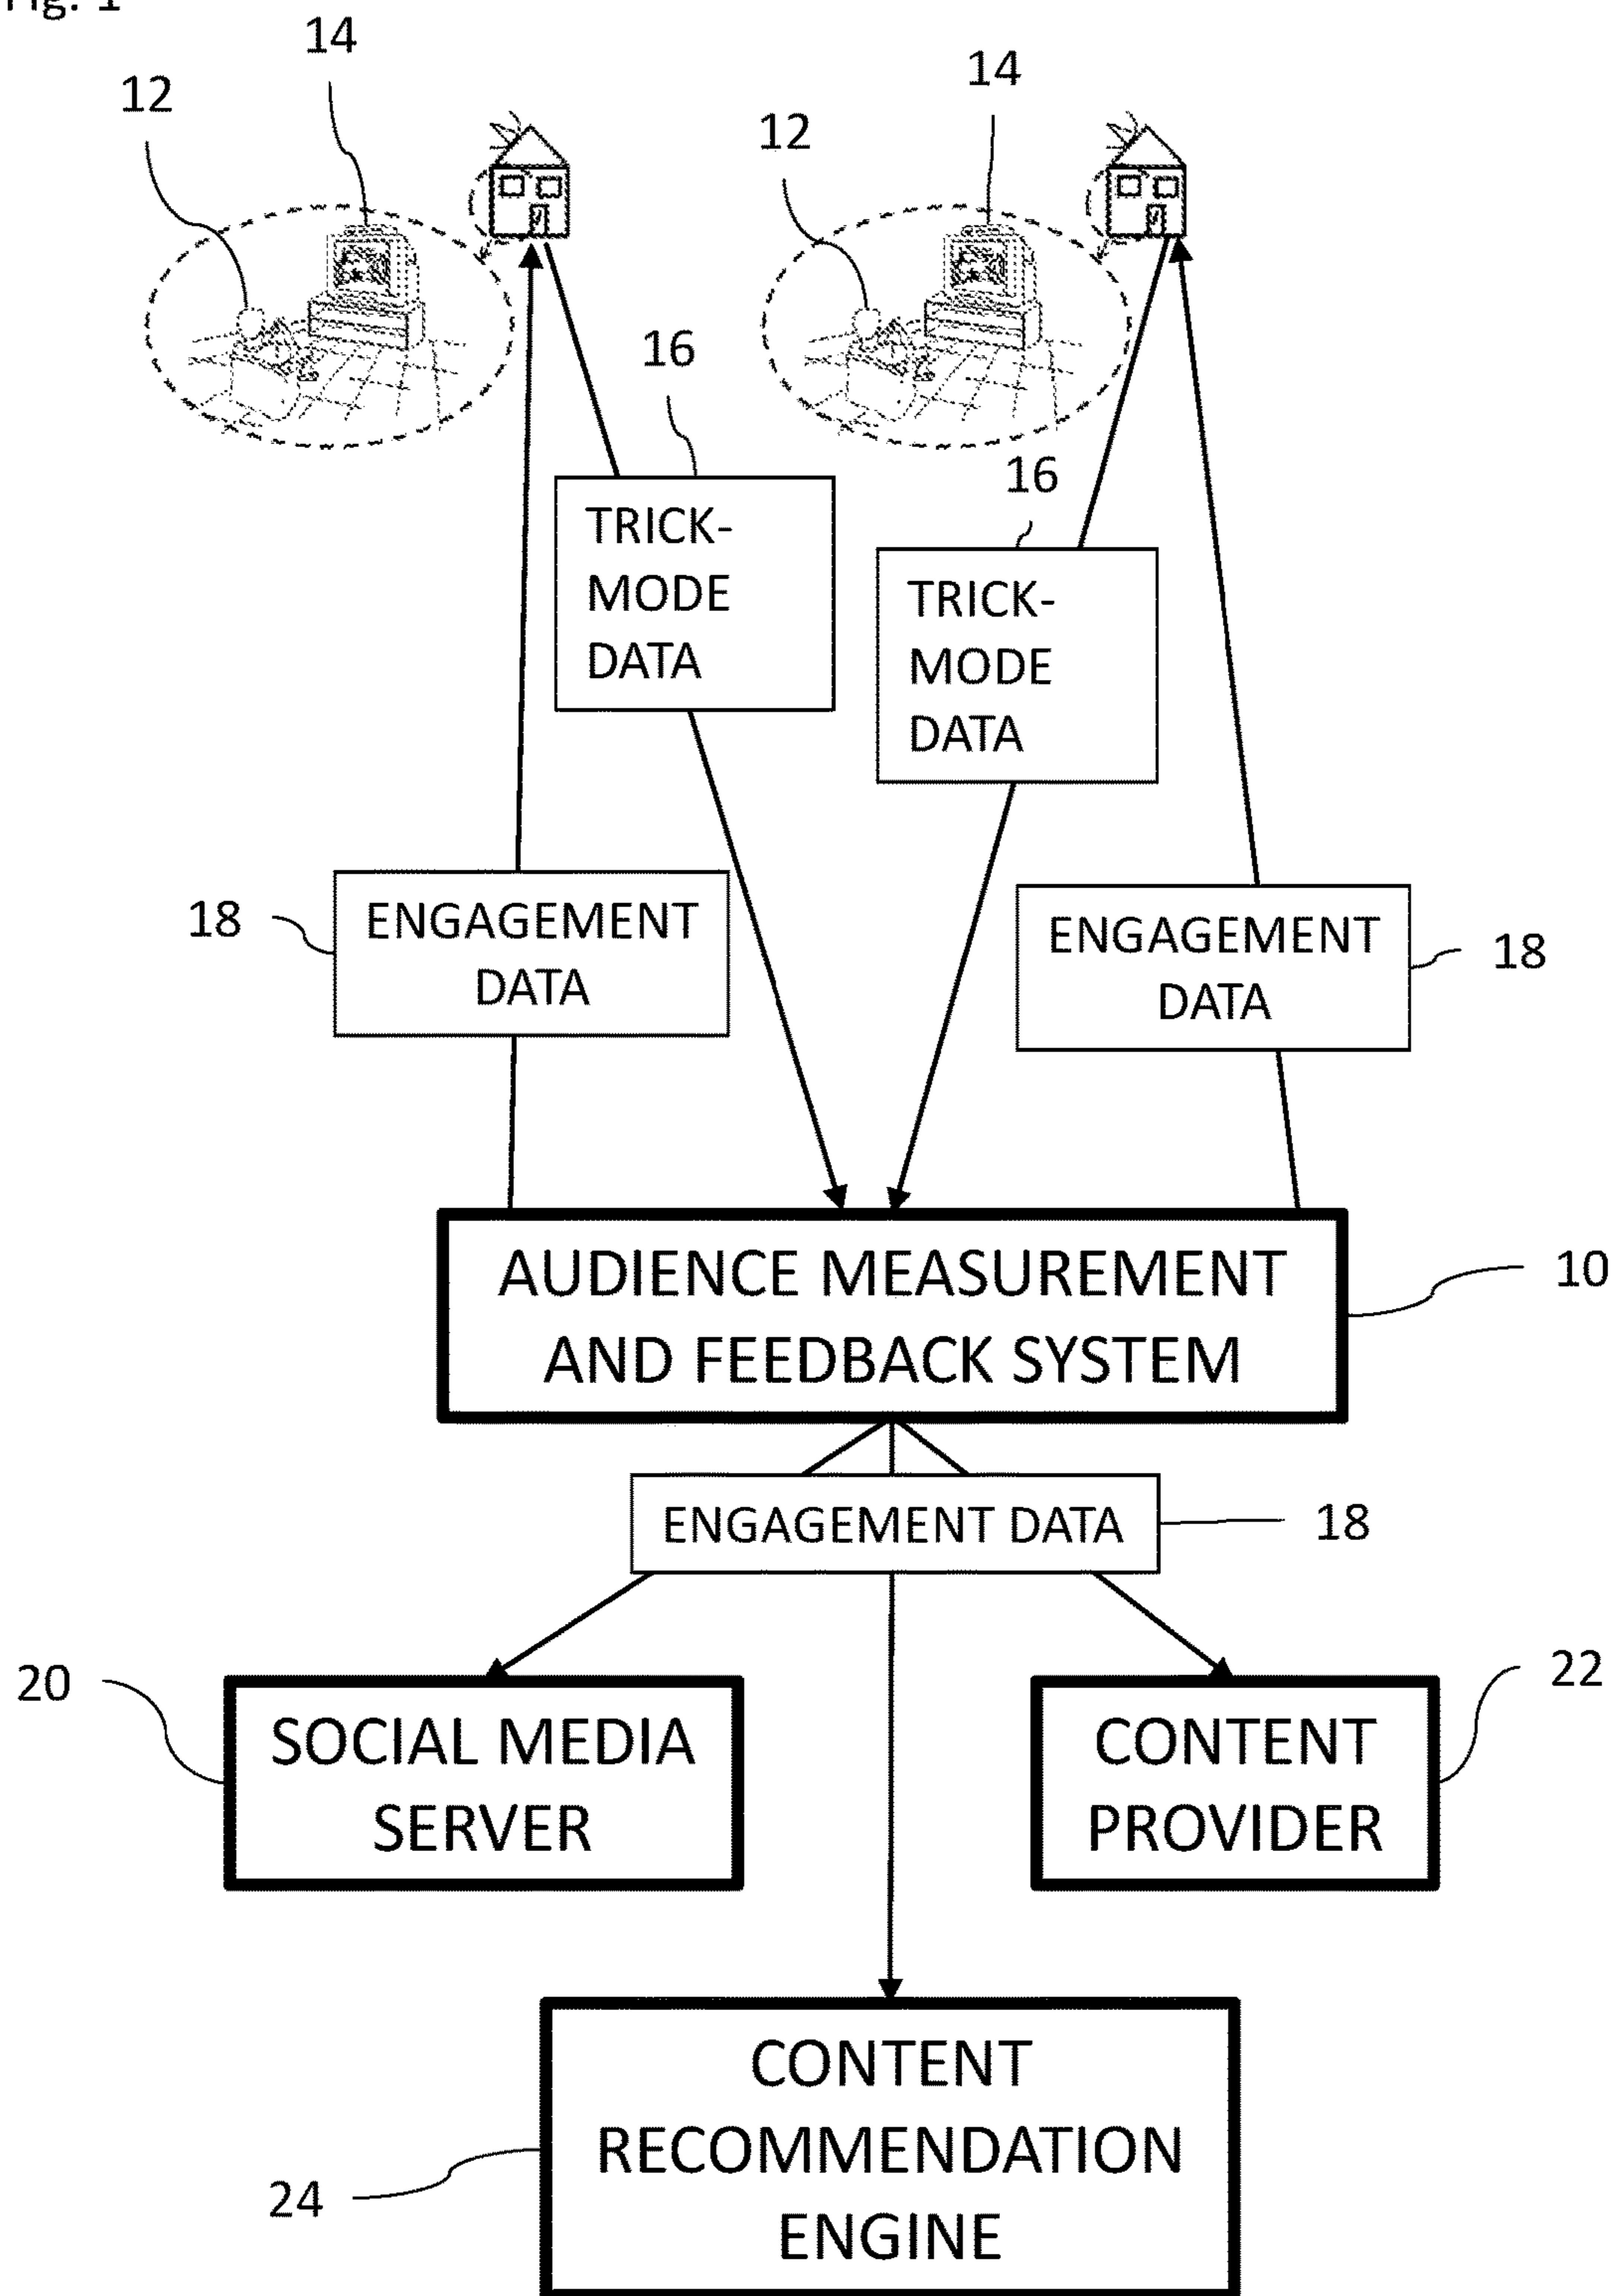 Fig. 1
14
12
14
12
16
16
TRICK-
MODE
DATA
TRICK-
MODE
DATA
18
ENGAGEMENT
DATA
ENGAGEMENT
DATA
18
AUDIENCE MEASUREMENT
AND FEEDBACK SYSTEM
10
ENGAGEMENT DATA
18
20
SOCIAL MEDIA
SERVER
CONTENT
PROVIDER
22
CONTENT
RECOMMENDATION
ENGINE
24